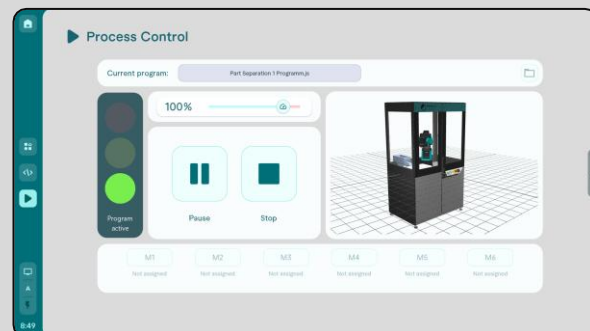 Process Control
Current program:
Part Separation 1 Programm.js
100%
Program
active
Pause
Stop
M1
M2
M3
M4
M5
M6
Not assigned
Not assigned
Not assigned
Not assigned
Not assigned
Not assigned
A
8:49